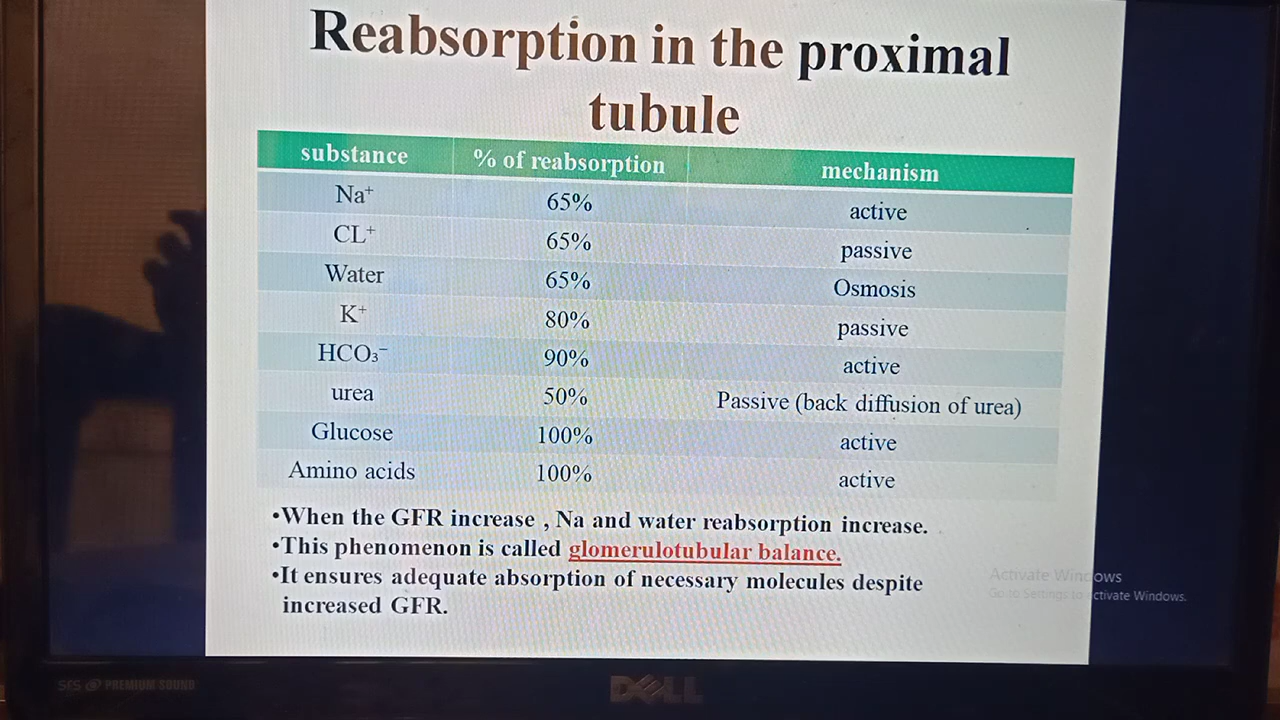 Reabsorption in the proximal
tubule
substance % of reabsorption mechanism
Na⁺ 65% active
CL⁺ 65% passive
Water 65% Osmosis
K⁺ 80% passive
HCO₃⁻ 90% active
urea 50% Passive (back diffusion of urea)
Glucose 100% active
Amino acids 100% active
•When the GFR increase , Na and water reabsorption increase.
•This phenomenon is called glomerulotubular balance.
•It ensures adequate absorption of necessary molecules despite
increased GFR.
Activate Windows
Go to Settings to activate Windows.
SRS PREMIUM SOUND
DELL